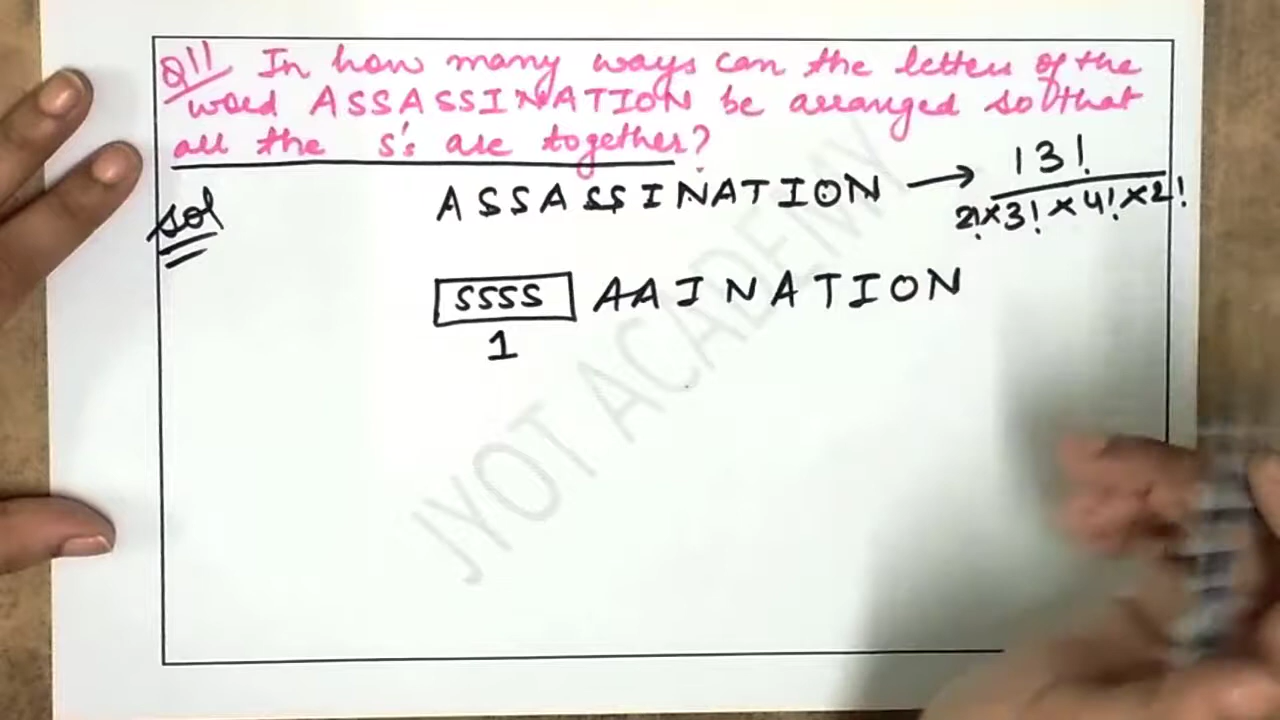 Q11 In how many ways can the letters of the
word ASSASSINATION be arranged so that
all the S's are together?
Sol
ASSASSINATION → 13!
2!×3!×4!×2!
SSSS AAINATION
1
JYOT ACADEMY